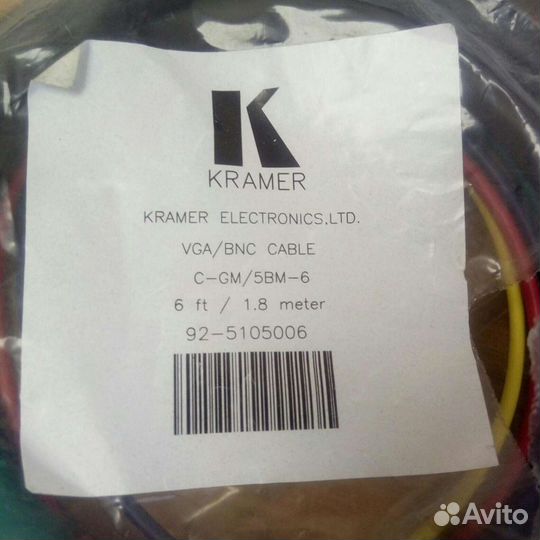 K
KRAMER
KRAMER ELECTRONICS,LTD.
VGA/BNC CABLE
C-GM/5BM-6
6 ft / 1.8 meter
92-5105006
Avito